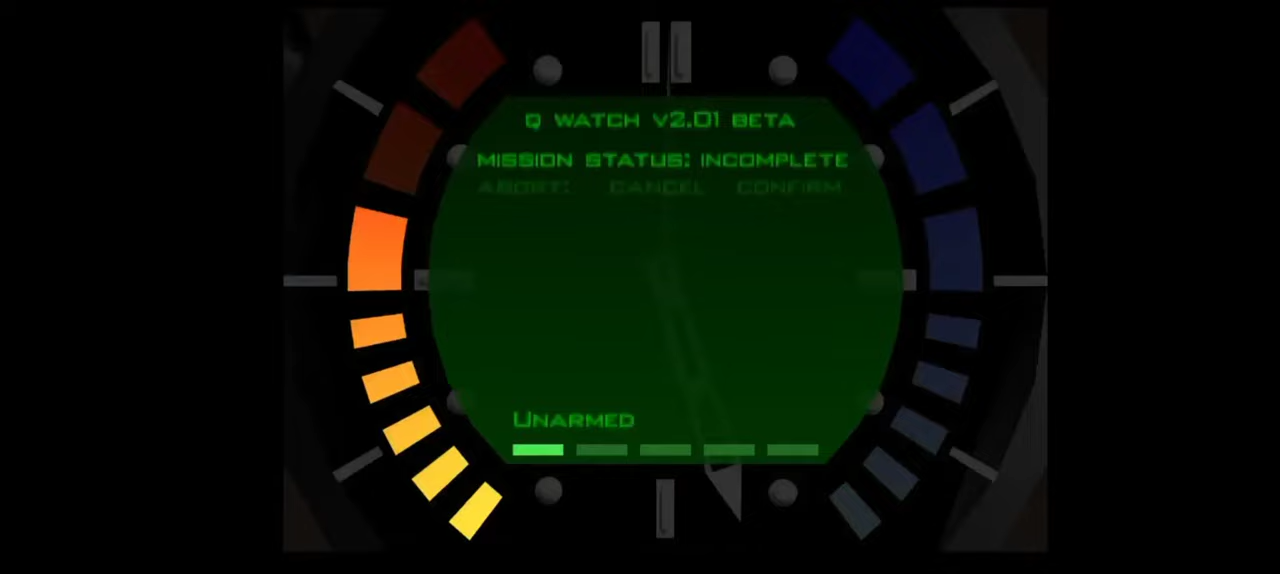 Q WATCH V2.01 BETA
MISSION STATUS: INCOMPLETE
ABORT: CANCEL CONFIRM
UNARMED